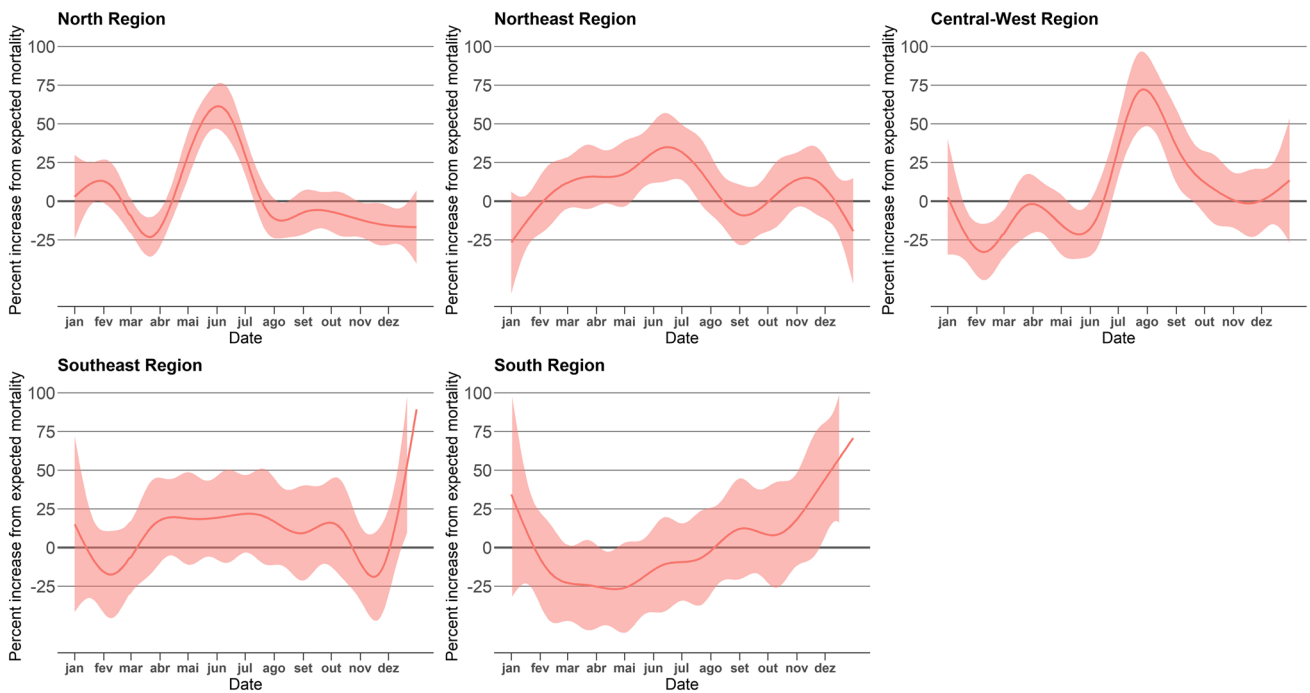 North Region
Percent increase from expected mortality
100
75
50
25
0
-25
jan fev mar abr mai jun jul ago set out nov dez
Date
Northeast Region
Percent increase from expected mortality
100
75
50
25
0
-25
jan fev mar abr mai jun jul ago set out nov dez
Date
Central-West Region
Percent increase from expected mortality
100
75
50
25
0
-25
jan fev mar abr mai jun jul ago set out nov dez
Date
Southeast Region
Percent increase from expected mortality
100
75
50
25
0
-25
jan fev mar abr mai jun jul ago set out nov dez
Date
South Region
Percent increase from expected mortality
100
75
50
25
0
-25
jan fev mar abr mai jun jul ago set out nov dez
Date